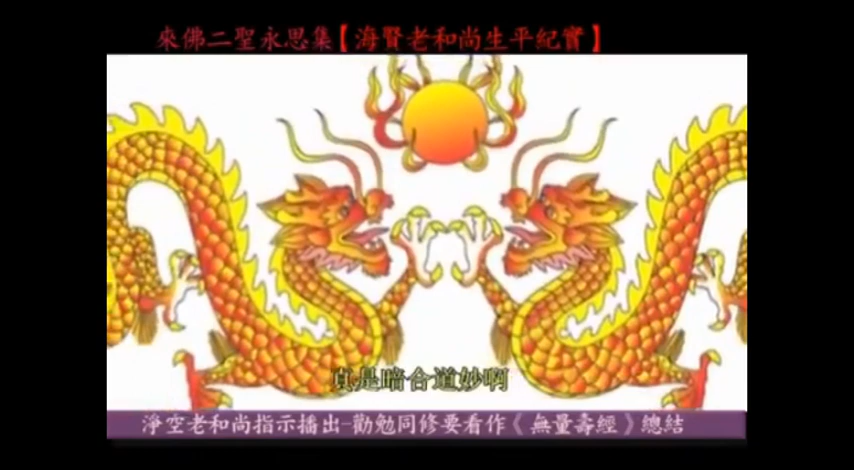 來佛二聖永思集【海賢老和尚生平紀實】
真是暗合道妙啊
淨空老和尚指示播出-勸勉同修要看作《無量壽經》總結